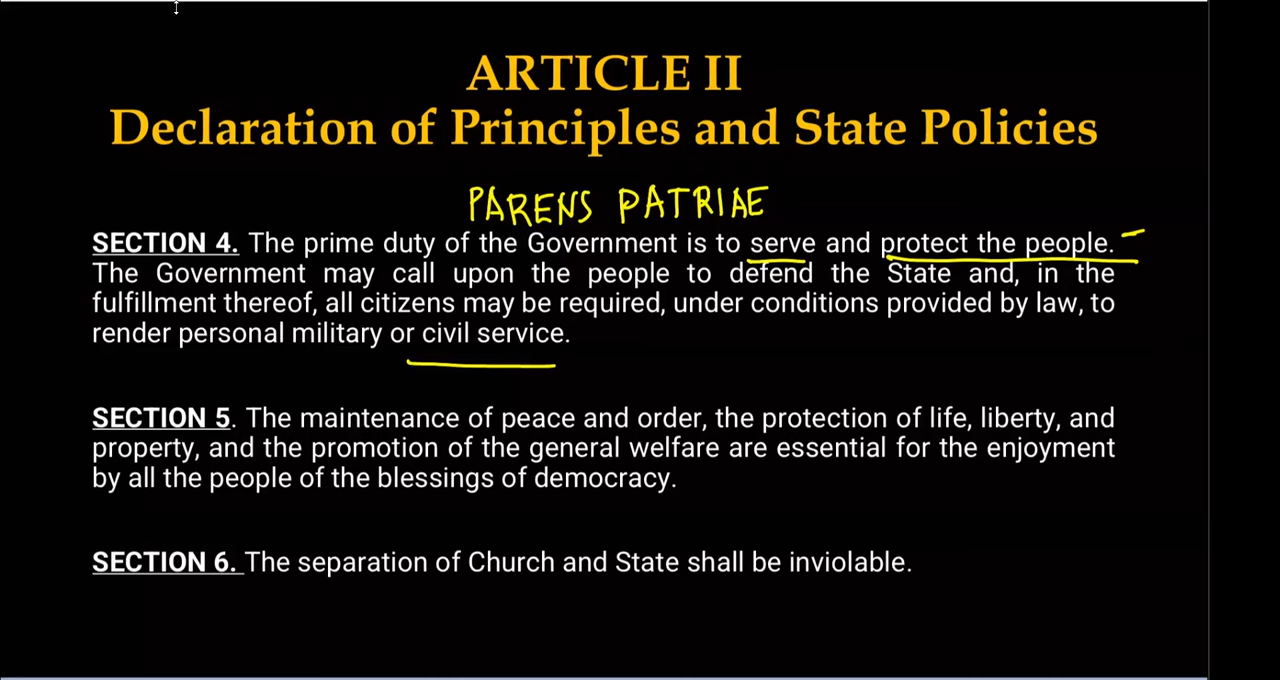 ARTICLE II
Declaration of Principles and State Policies
PARENS PATRIAE
SECTION 4. The prime duty of the Government is to serve and protect the people.
The Government may call upon the people to defend the State and, in the
fulfillment thereof, all citizens may be required, under conditions provided by law, to
render personal military or civil service.
SECTION 5. The maintenance of peace and order, the protection of life, liberty, and
property, and the promotion of the general welfare are essential for the enjoyment
by all the people of the blessings of democracy.
SECTION 6. The separation of Church and State shall be inviolable.